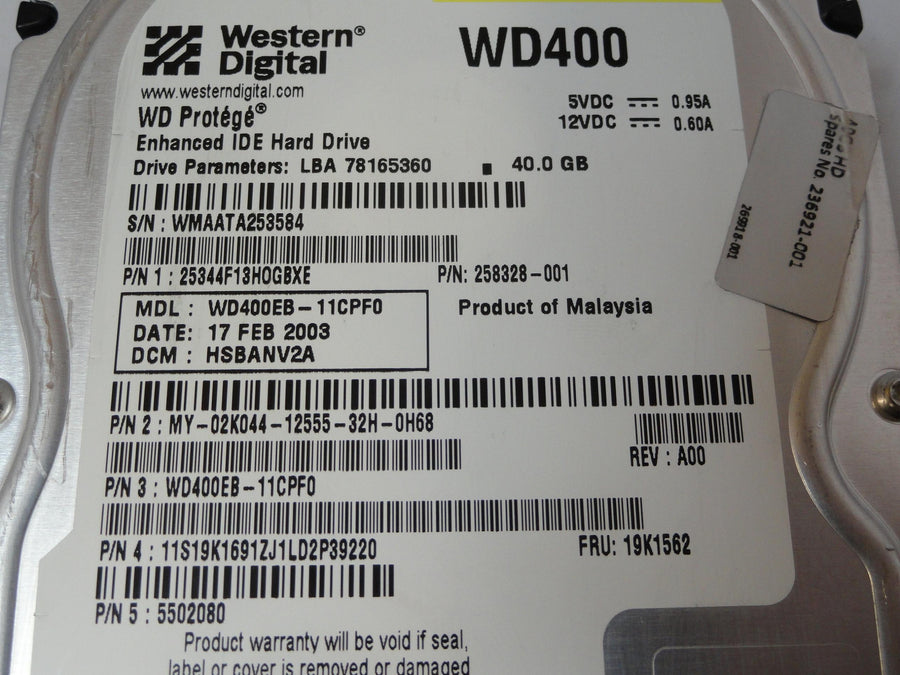 Western®
Digital
WD400
www.westerndigital.com
WD Protégé®
Enhanced IDE Hard Drive
5VDC 0.95A
12VDC 0.60A
Drive Parameters: LBA 78165360 ■ 40.0 GB
S/N : WMAATA253584
P/N 1 : 25344F13HOGBXE P/N: 258328-001
MDL : WD400EB-11CPF0
DATE: 17 FEB 2003
DCM : HSBANV2A
Product of Malaysia
P/N 2 : MY-02K044-12555-32H-0H68
REV : A00
P/N 3 : WD400EB-11CPF0
P/N 4 : 11S19K1691ZJ1LD2P39220 FRU: 19K1562
P/N 5 : 5502080
Product warranty will be void if seal,
label or cover is removed or damaged
HD
Spares No. 236921-001